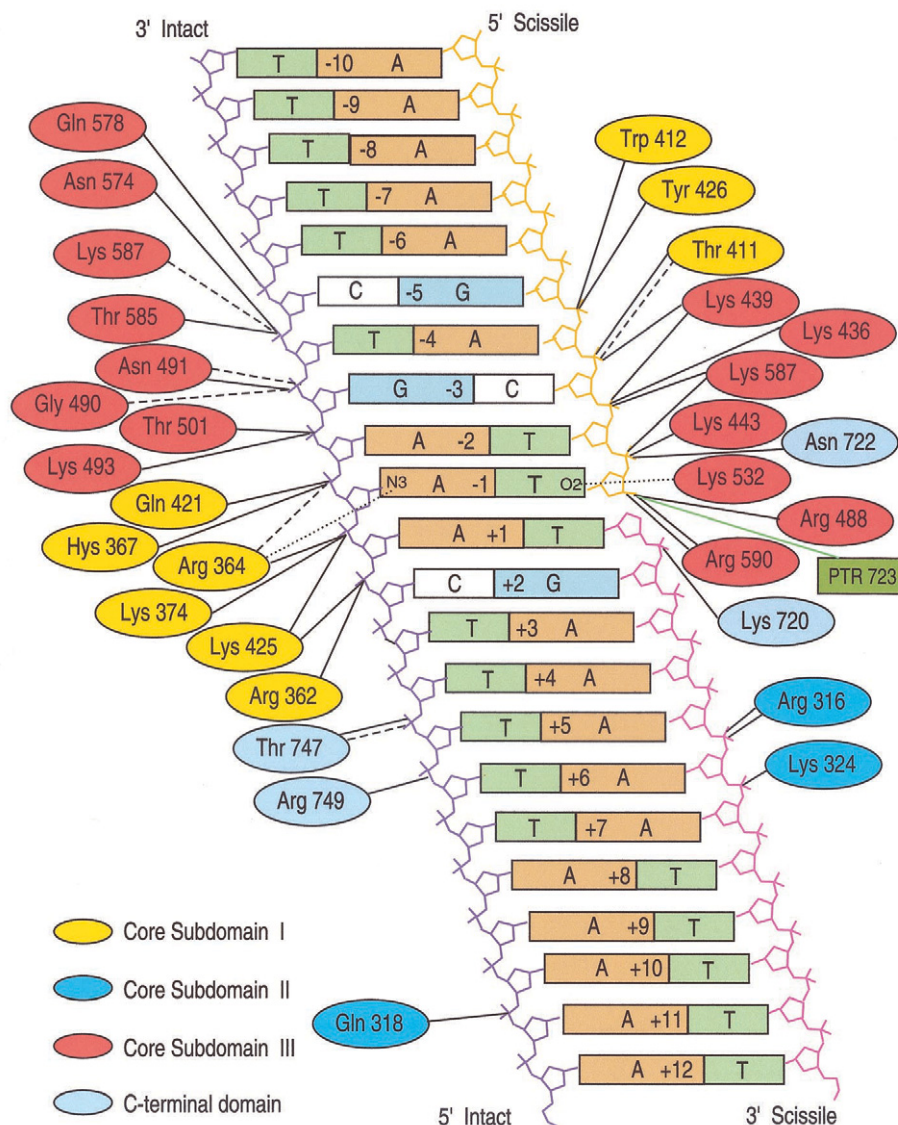 3' Intact
5' Scissile
T -10 A
T -9 A
T -8 A
T -7 A
T -6 A
C -5 G
T -4 A
G -3 C
A -2 T
N3 A -1 T O2
A +1 T
C +2 G
T +3 A
T +4 A
T +5 A
T +6 A
T +7 A
A +8 T
A +9 T
A +10 T
A +11 T
A +12 T
5' Intact
3' Scissile
Gln 578
Asn 574
Lys 587
Thr 585
Asn 491
Gly 490
Thr 501
Lys 493
Gln 421
Hys 367
Arg 364
Lys 374
Lys 425
Arg 362
Thr 747
Arg 749
Gln 318
Trp 412
Tyr 426
Thr 411
Lys 439
Lys 436
Lys 587
Lys 443
Asn 722
Lys 532
Arg 488
Arg 590
PTR 723
Lys 720
Arg 316
Lys 324
Core Subdomain I
Core Subdomain II
Core Subdomain III
C-terminal domain